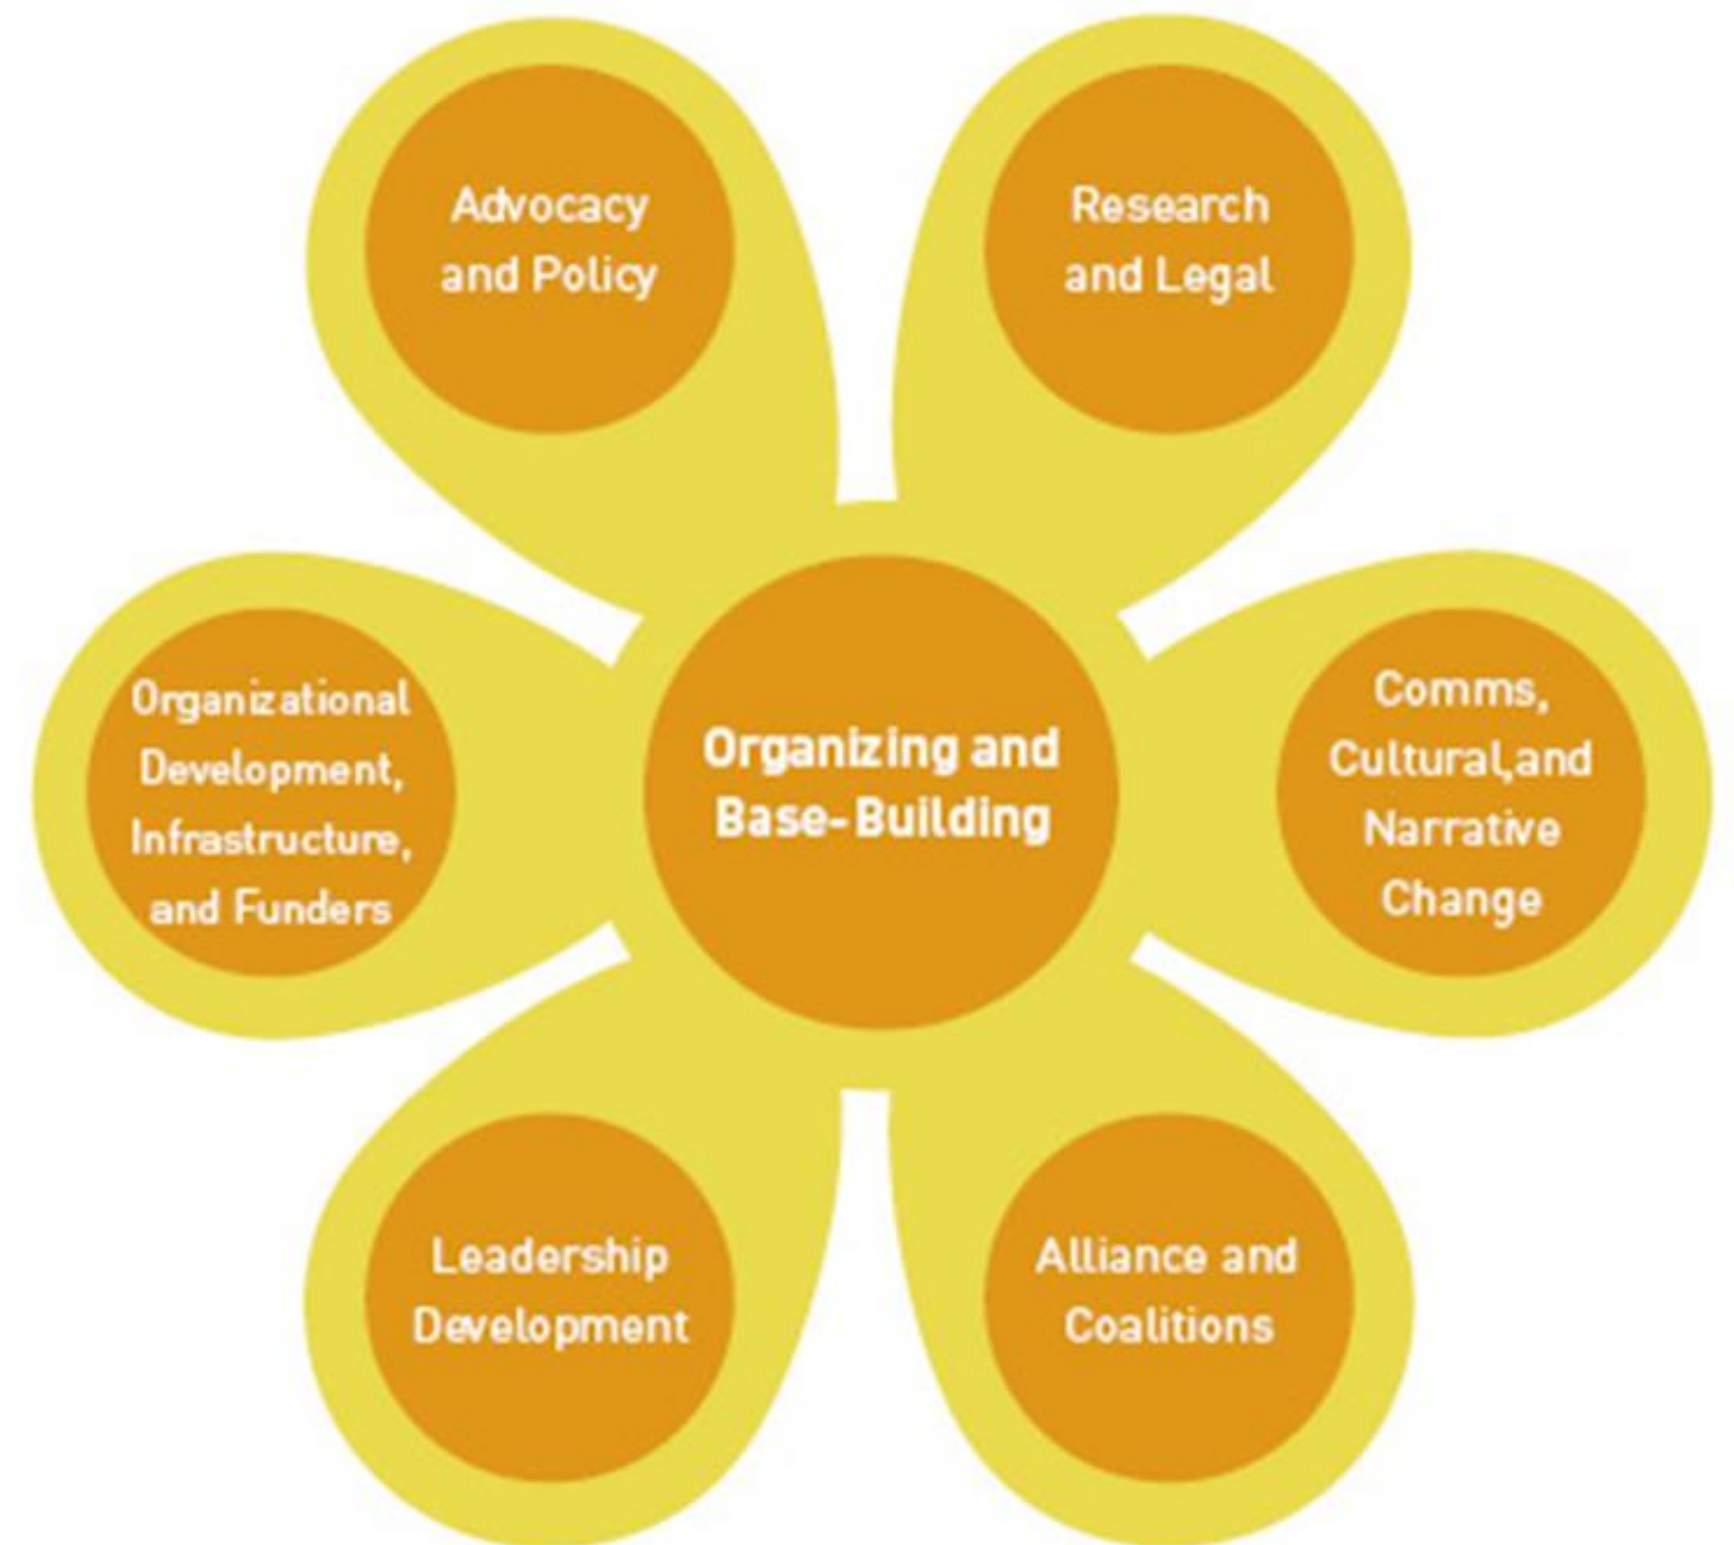 Advocacy
and Policy
Research
and Legal
Organizational
Development,
Infrastructure,
and Funders
Organizing and
Base-Building
Comms,
Cultural,and
Narrative
Change
Leadership
Development
Alliance and
Coalitions